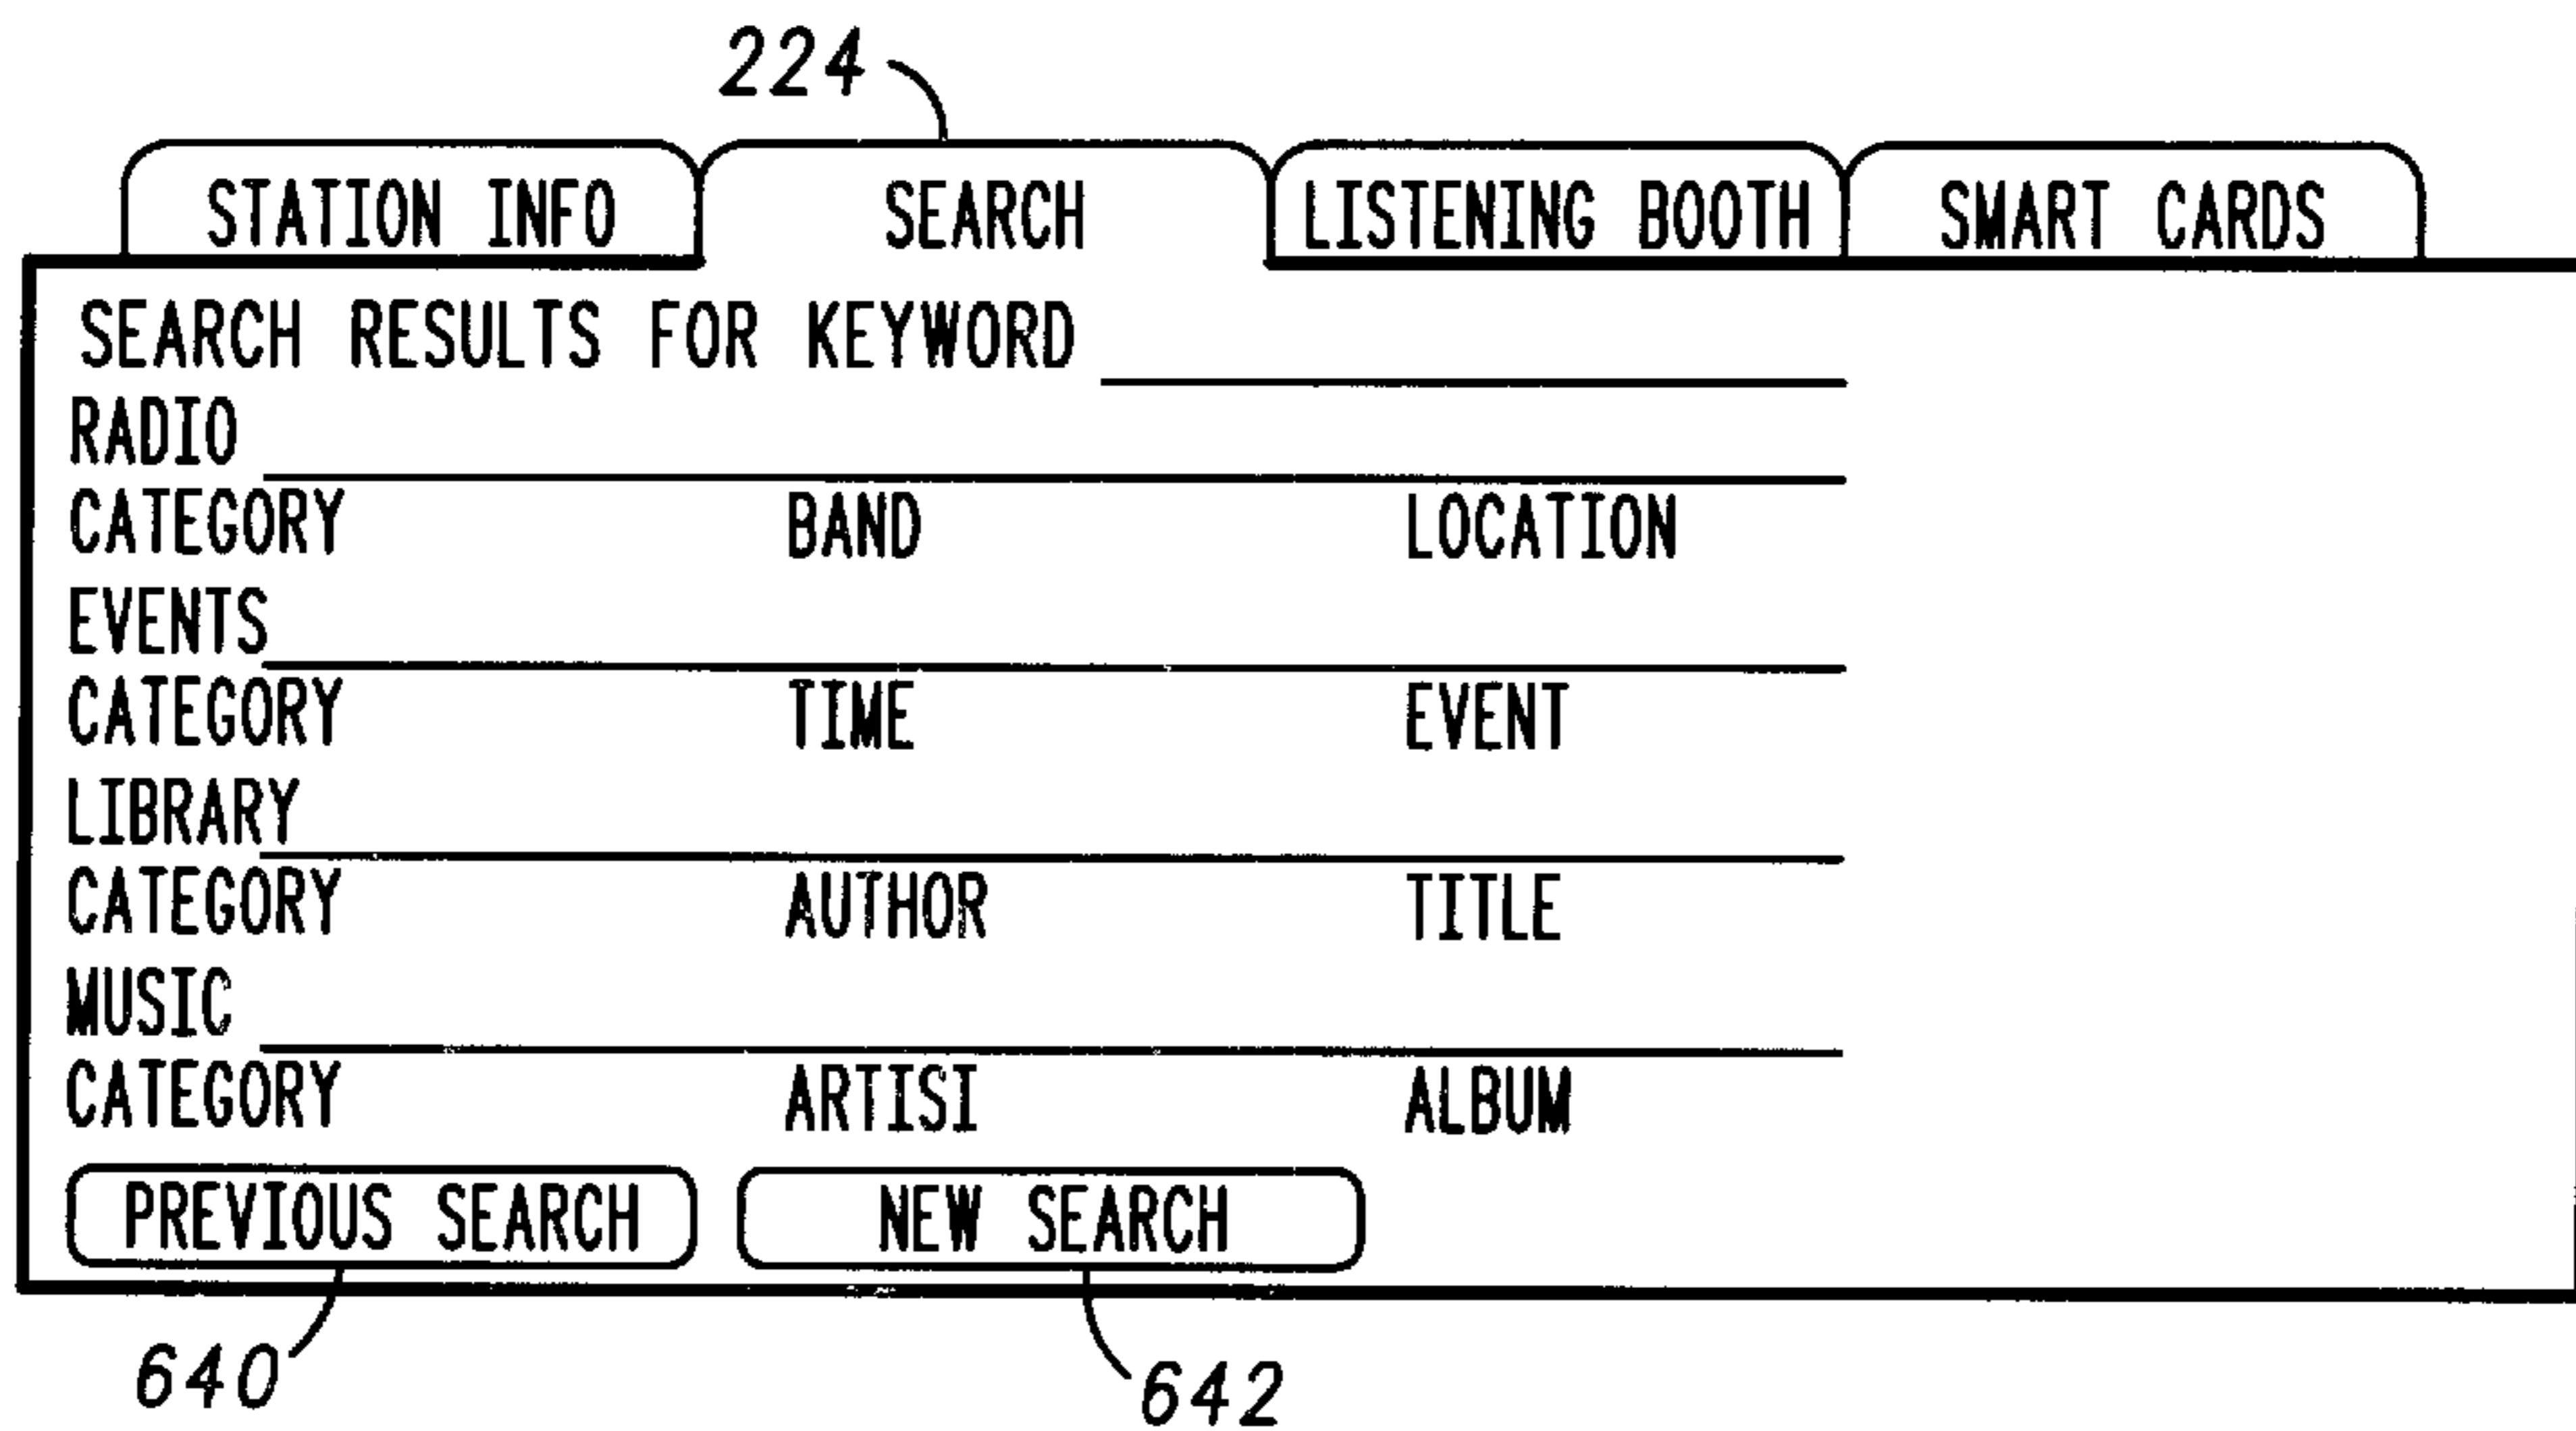 224
STATION INFO SEARCH LISTENING BOOTH SMART CARDS
SEARCH RESULTS FOR KEYWORD
RADIO
CATEGORY BAND LOCATION
EVENTS
CATEGORY TIME EVENT
LIBRARY
CATEGORY AUTHOR TITLE
MUSIC
CATEGORY ARTISI ALBUM
PREVIOUS SEARCH NEW SEARCH
640 642